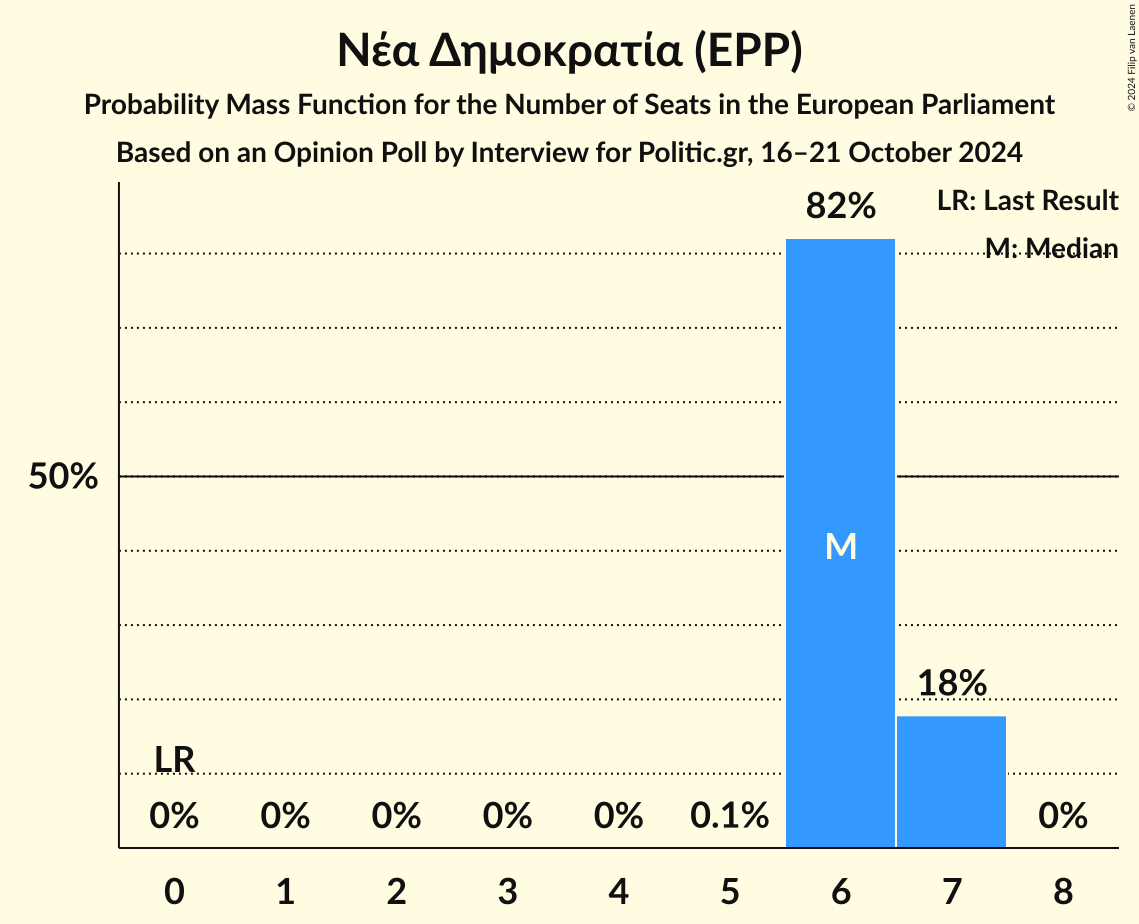 Νέα Δημοκρατία (EPP)
Probability Mass Function for the Number of Seats in the European Parliament
Based on an Opinion Poll by Interview for Politic.gr, 16–21 October 2024
© 2024 Filip van Laenen
LR: Last Result
M: Median
82%
50%
M
18%
LR
0% 0% 0% 0% 0% 0.1% 0%
0 1 2 3 4 5 6 7 8